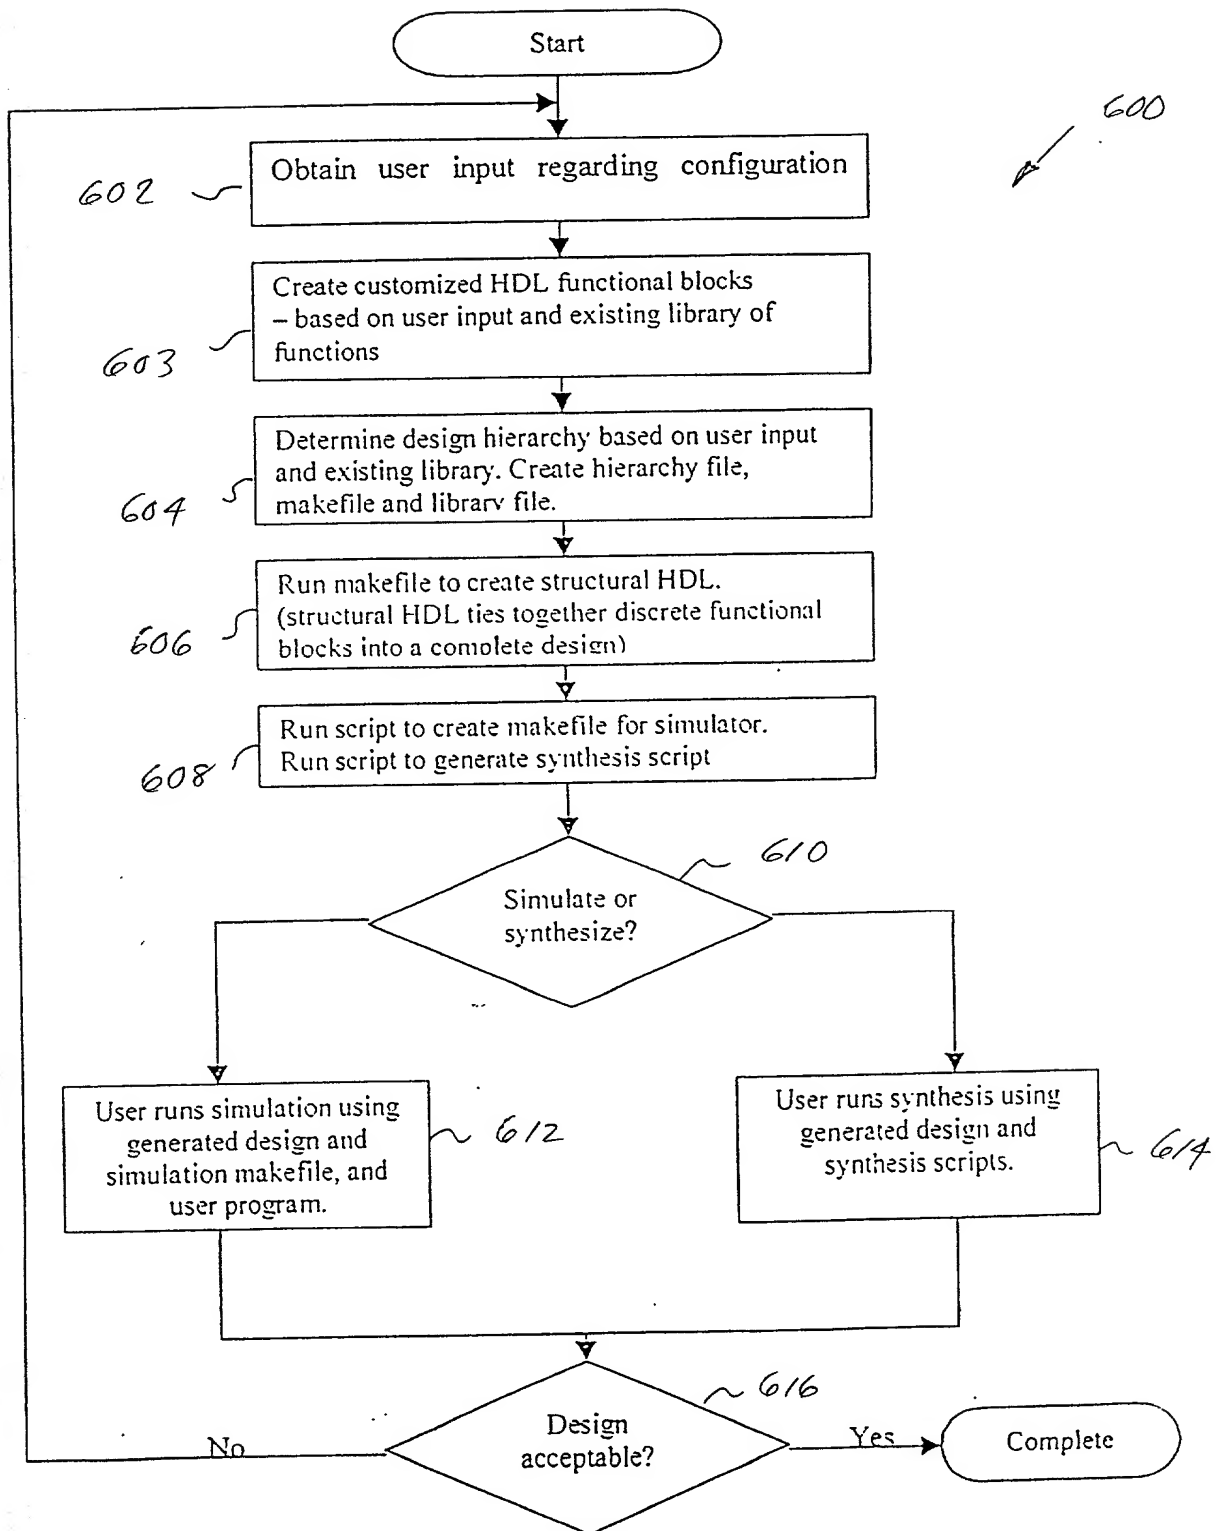 Start
600
Obtain user input regarding configuration
602
Create customized HDL functional blocks
– based on user input and existing library of
functions
603
Determine design hierarchy based on user input
and existing library. Create hierarchy file,
makefile and library file.
604
Run makefile to create structural HDL.
(structural HDL ties together discrete functional
blocks into a complete design)
606
Run script to create makefile for simulator.
Run script to generate synthesis script
608
610
Simulate or
synthesize?
User runs simulation using
generated design and
simulation makefile, and
user program.
612
User runs synthesis using
generated design and
synthesis scripts.
614
616
Design
acceptable?
No
Yes
Complete